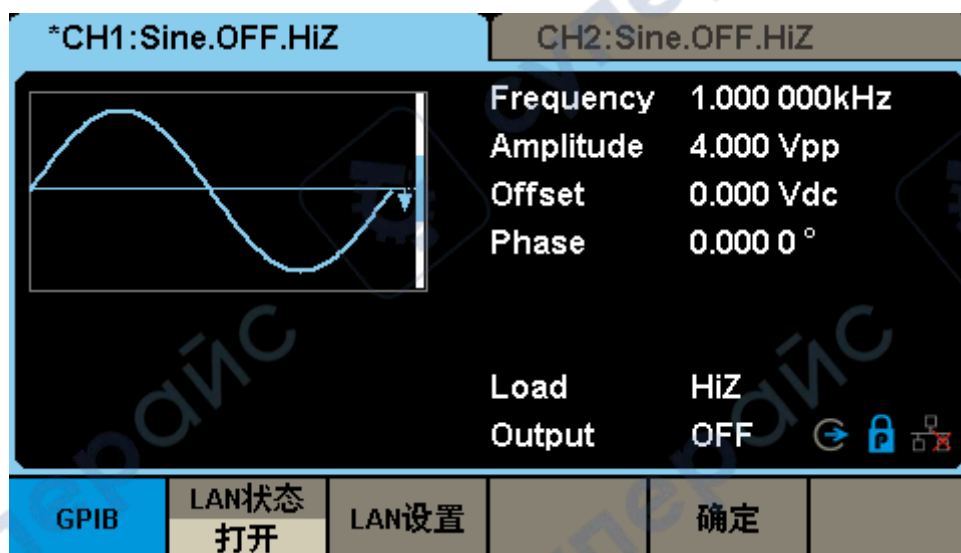 *CH1:Sine.OFF.HiZ CH2:Sine.OFF.HiZ
Frequency 1.000 000kHz
Amplitude 4.000 Vpp
Offset 0.000 Vdc
Phase 0.000 0 °
Load HiZ
Output OFF
GPIB LAN状态 打开 LAN设置 确定